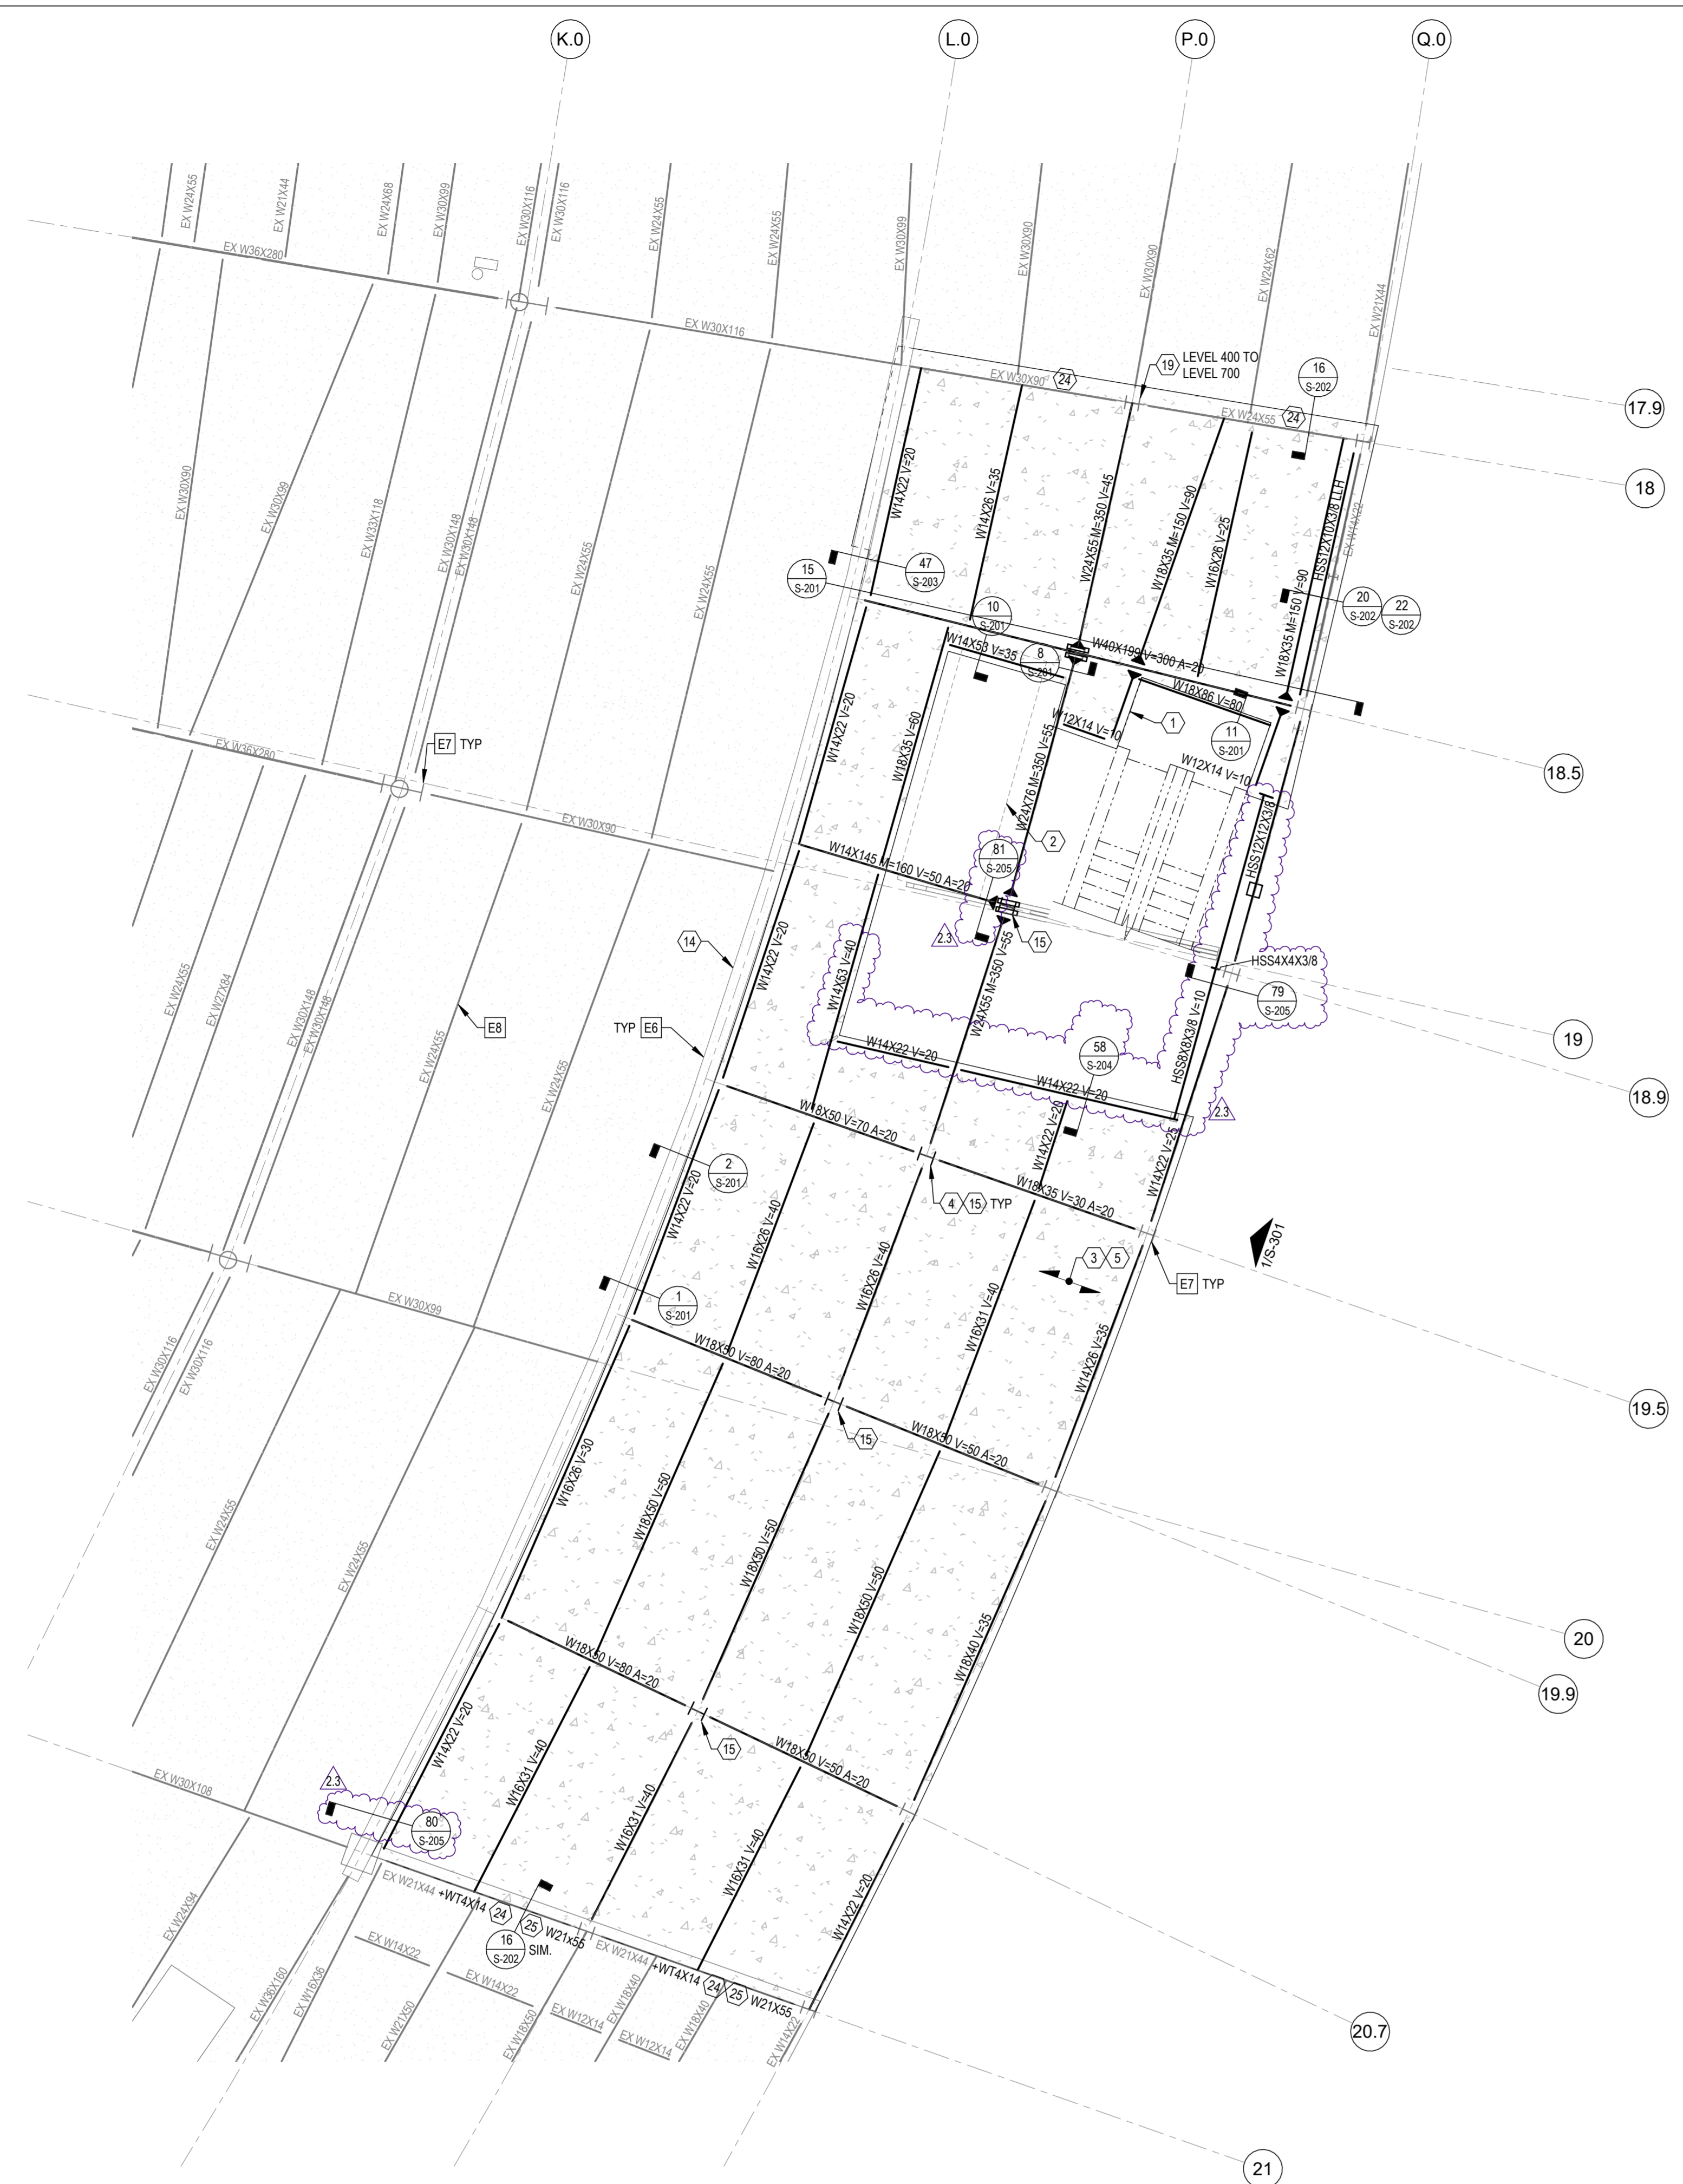 K.0
L.0
P.0
Q.0
EX W24X55
EX W21X44
EX W24X68
EX W30X99
EX W30X116
EX W30X116
EX W24X55
EX W24X55
EX W30X99
EX W30X90
EX W30X90
EX W24X62
EX W21X44
EX W36X280
EX W30X116
19
LEVEL 400 TO
LEVEL 700
EX W30X90
24
16
S-202
EX W24X55
24
17.9
18
EX W30X90
EX W30X99
EX W33X118
EX W30X148
EX W30X148
EX W24X55
EX W24X55
W14X22 V=20
W14X26 V=35
W24X55 M=350 V=45
W18X35 M=150 V=90
W16X26 V=25
W18X35 M=150 V=90
HSS12X10X3/8 LLH
EX W14X22
15
S-201
47
S-203
10
S-201
20
S-202
22
S-202
W14X53 V=35
8
S-201
W40X199 V=300 A=20
W18X86 V=80
W14X22 V=20
W18X35 V=60
W24X76 M=350 V=55
W12X14 V=10
1
11
S-201
W12X14 V=10
18.5
EX W36X280
E7 TYP
EX W30X90
2
81
S-205
HSS12X12X3/8
W14X145 M=160 V=50 A=20
2.3
15
14
W14X22 V=20
W14X53 V=40
W24X55 M=350 V=55
HSS4X4X3/8
79
S-205
HSS8X8X3/8 V=10
EX W24X55
EX W27X84
EX W30X148
EX W30X148
EX W24X55
E8
EX W24X55
TYP E6
19
W14X22 V=20
58
S-204
W14X22 V=20
18.9
2.3
W18X50 V=70 A=20
W14X22 V=20
W14X22 V=25
2
S-201
W14X22 V=20
W16X26 V=40
4
15
TYP
W18X35 V=30 A=20
1/S-301
3
5
E7 TYP
W16X26 V=40
W16X31 V=40
1
S-201
EX W30X99
EX W30X116
EX W30X116
W18X50 V=80 A=20
W14X26 V=35
19.5
15
W18X50 V=50 A=20
W16X26 V=30
W18X50 V=50
W18X50 V=50
W18X50 V=50
W18X40 V=35
EX W24X55
EX W24X55
20
19.9
W18X50 V=80 A=20
15
W18X50 V=50 A=20
W14X22 V=20
W16X31 V=40
W16X31 V=40
W16X31 V=40
W14X22 V=20
EX W30X108
2.3
80
S-205
EX W21X44
+WT4X14
24
25
W21x55
16
S-202
SIM.
EX W21X44
+WT4X14
24
25
W21X55
EX W24X94
EX W36X160
EX W16X36
EX W14X22
EX W14X22
EX W21X50
EX W18X50
EX W12X14
EX W18X40
EX W12X14
EX W18X40
EX W14X22
20.7
21